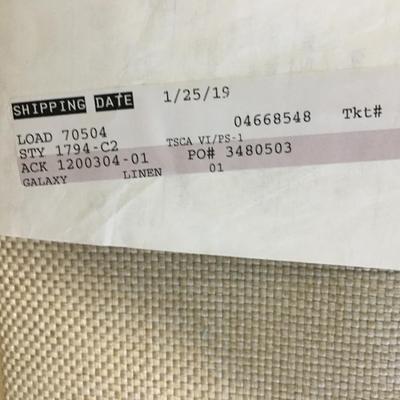 SHIPPING DATE 1/25/19
04668548 Tkt#
LOAD 70504
STY 1794-C2 TSCA VI/PS-1
ACK 1200304-01 PO# 3480503
GALAXY LINEN 01